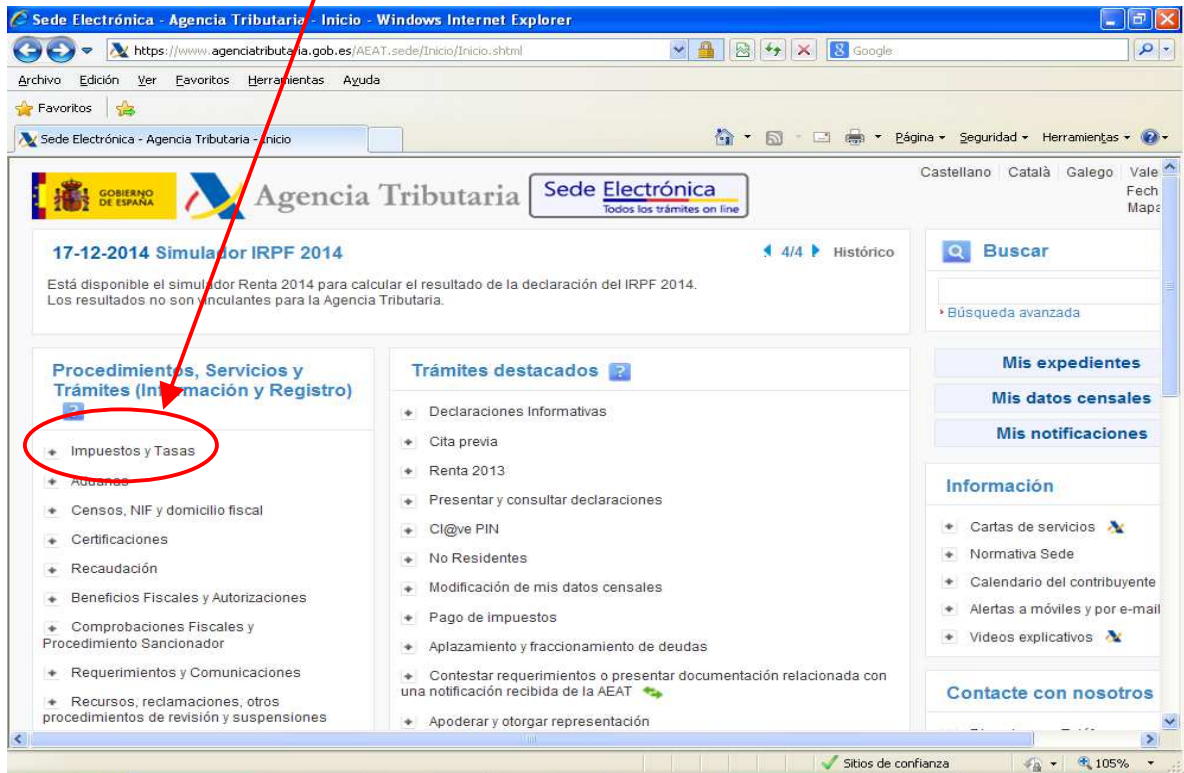 Sede Electrónica - Agencia Tributaria - Inicio - Windows Internet Explorer
https://www.agenciatributaria.gob.es/AEAT.sede/Inicio/Inicio.shtml
Google
Archivo Edición Ver Favoritos Herramientas Ayuda
Favoritos
Sede Electrónica - Agencia Tributaria - Inicio
Página Seguridad Herramientas
GOBIERNO DE ESPAÑA
Agencia Tributaria
Sede Electrónica
Todos los trámites on line
Castellano Català Galego Vale
Fech
Mapa
17-12-2014 Simulador IRPF 2014
4/4 Histórico
Está disponible el simulador Renta 2014 para calcular el resultado de la declaración del IRPF 2014.
Los resultados no son vinculantes para la Agencia Tributaria.
Buscar
Búsqueda avanzada
Procedimientos, Servicios y
Trámites (Información y Registro)
?
Impuestos y Tasas
Aduanas
Censos, NIF y domicilio fiscal
Certificaciones
Recaudación
Beneficios Fiscales y Autorizaciones
Comprobaciones Fiscales y
Procedimiento Sancionador
Requerimientos y Comunicaciones
Recursos, reclamaciones, otros
procedimientos de revisión y suspensiones
Trámites destacados ?
Declaraciones Informativas
Cita previa
Renta 2013
Presentar y consultar declaraciones
Cl@ve PIN
No Residentes
Modificación de mis datos censales
Pago de impuestos
Aplazamiento y fraccionamiento de deudas
Contestar requerimientos o presentar documentación relacionada con
una notificación recibida de la AEAT
Apoderar y otorgar representación
Mis expedientes
Mis datos censales
Mis notificaciones
Información
Cartas de servicios
Normativa Sede
Calendario del contribuyente
Alertas a móviles y por e-mail
Videos explicativos
Contacte con nosotros
Sitios de confianza
105%